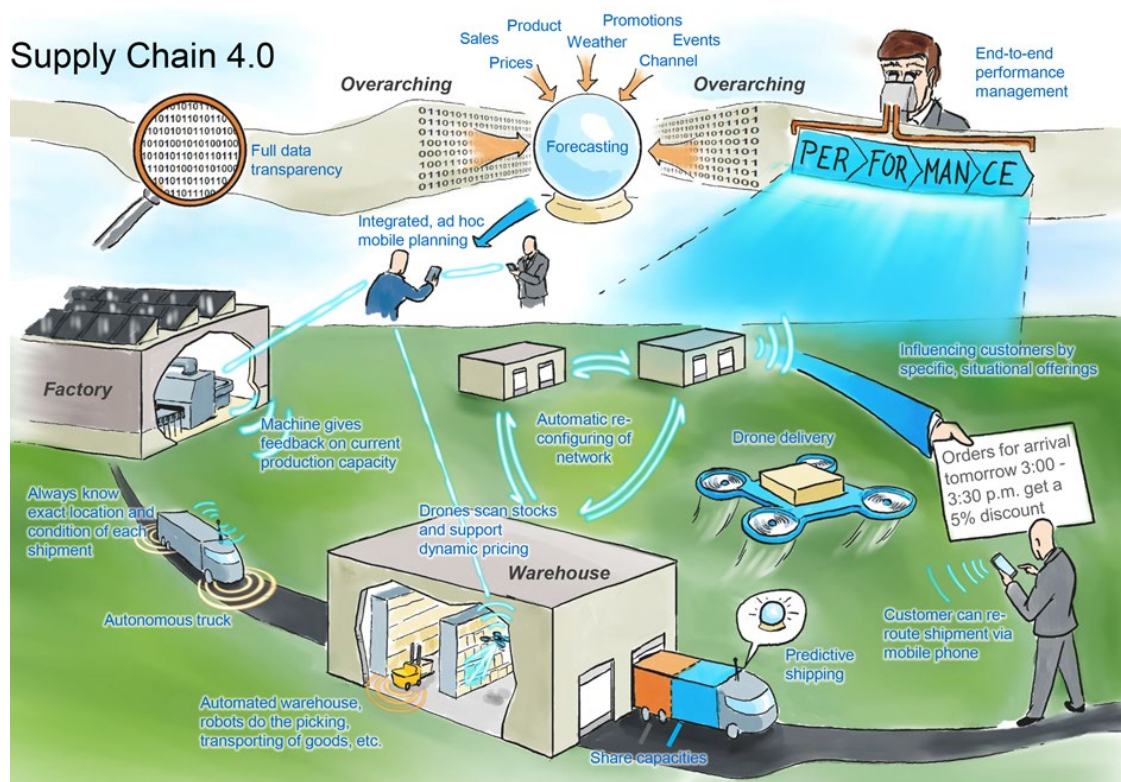 Supply Chain 4.0
Sales
Product
Promotions
Prices
Weather
Events
Channel
Overarching
Overarching
End-to-end
performance
management
Full data
transparency
Forecasting
PER FOR MAN CE
Integrated, ad hoc
mobile planning
Factory
Machine gives
feedback on current
production capacity
Automatic re-
configuring of
network
Influencing customers by
specific, situational offerings
Drone delivery
Orders for arrival
tomorrow 3:00 -
3:30 p.m. get a
5% discount
Always know
exact location and
condition of each
shipment
Autonomous truck
Drones scan stocks
and support
dynamic pricing
Warehouse
Automated warehouse,
robots do the picking,
transporting of goods, etc.
Predictive
shipping
Share capacities
Customer can re-
route shipment via
mobile phone